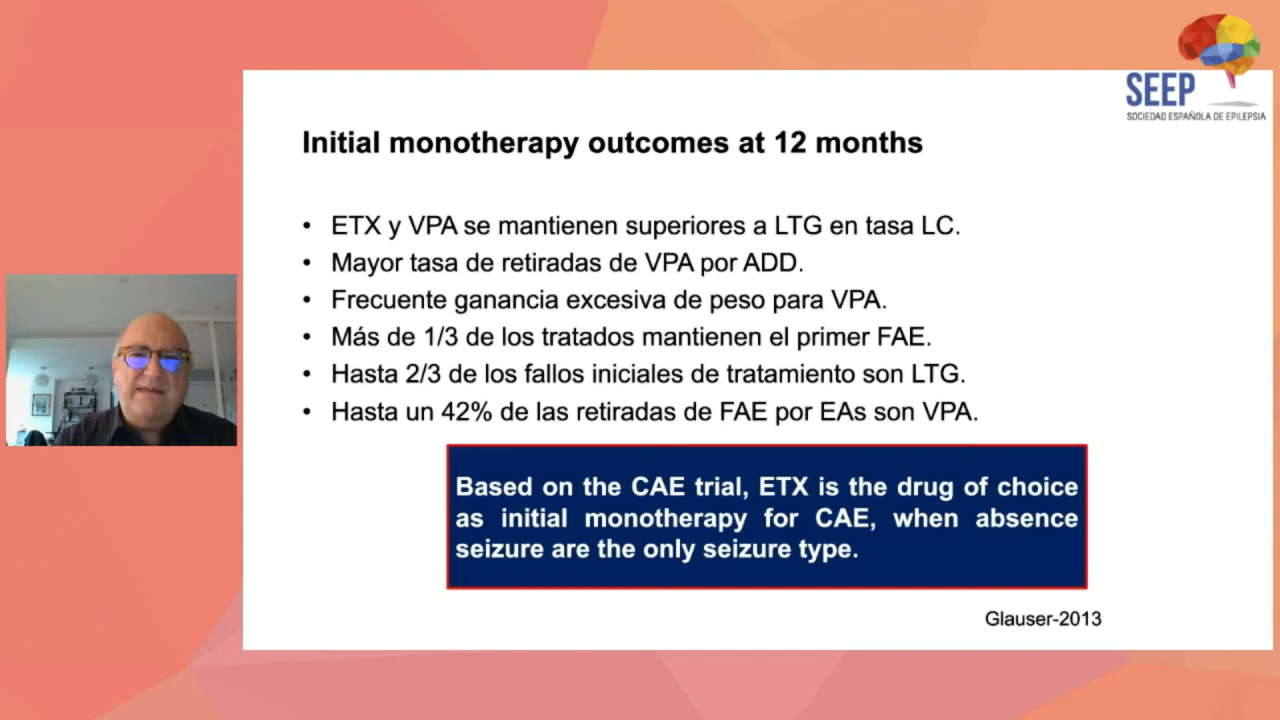 SEEP
SOCIEDAD ESPAÑOLA DE EPILEPSIA
Initial monotherapy outcomes at 12 months
• ETX y VPA se mantienen superiores a LTG en tasa LC.
• Mayor tasa de retiradas de VPA por ADD.
• Frecuente ganancia excesiva de peso para VPA.
• Más de 1/3 de los tratados mantienen el primer FAE.
• Hasta 2/3 de los fallos iniciales de tratamiento son LTG.
• Hasta un 42% de las retiradas de FAE por EAs son VPA.
Based on the CAE trial, ETX is the drug of choice
as initial monotherapy for CAE, when absence
seizure are the only seizure type.
Glauser-2013